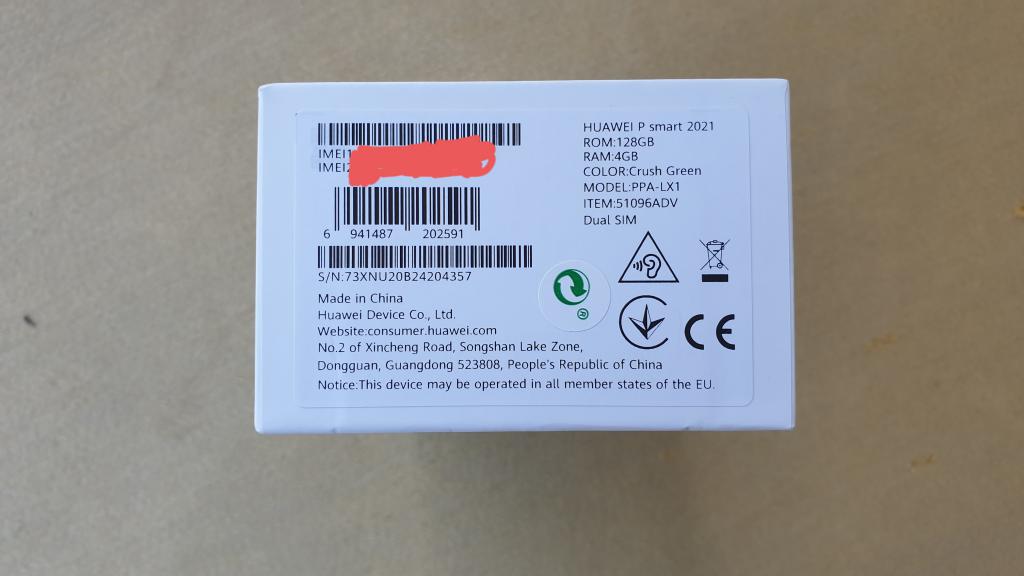 IMEI1
IMEI2
6 941487 202591
S/N:73XNU20B24204357
Made in China
Huawei Device Co., Ltd.
Website:consumer.huawei.com
No.2 of Xincheng Road, Songshan Lake Zone,
Dongguan, Guangdong 523808, People's Republic of China
Notice:This device may be operated in all member states of the EU.
HUAWEI P smart 2021
ROM:128GB
RAM:4GB
COLOR:Crush Green
MODEL:PPA-LX1
ITEM:51096ADV
Dual SIM
®
CE